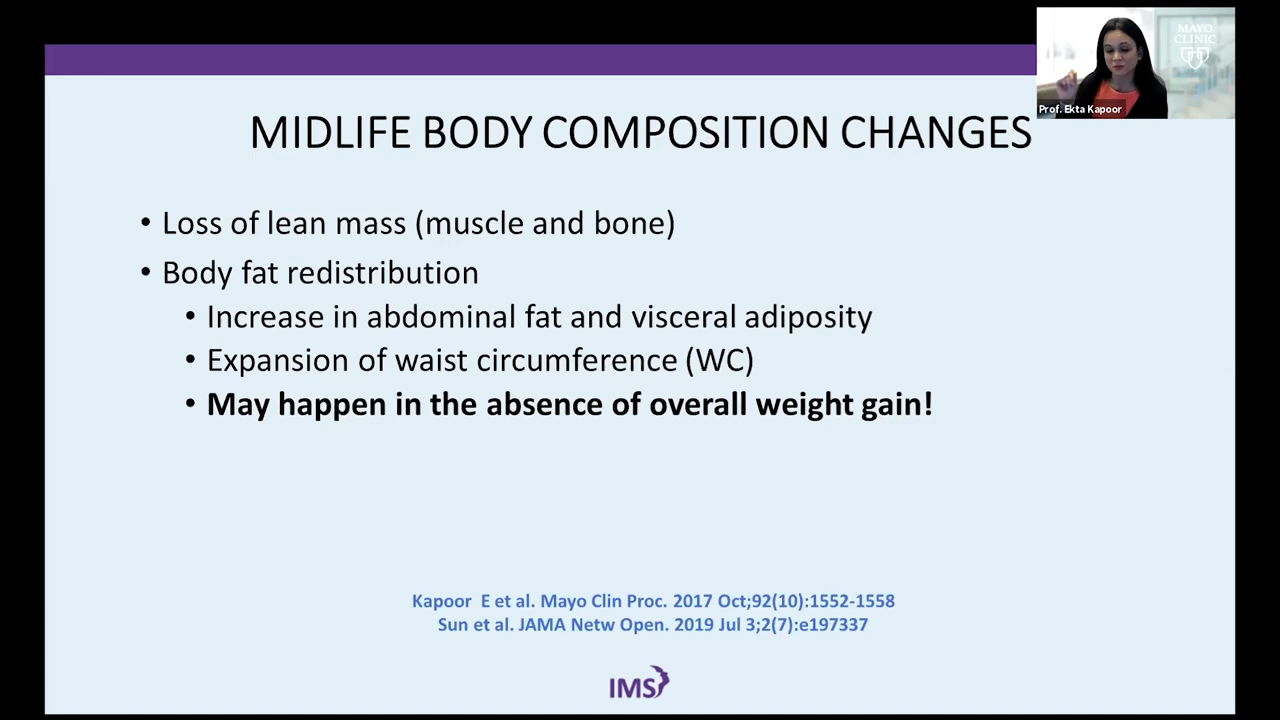 MAYO
CLINIC
Prof. Ekta Kapoor
MIDLIFE BODY COMPOSITION CHANGES
• Loss of lean mass (muscle and bone)
• Body fat redistribution
• Increase in abdominal fat and visceral adiposity
• Expansion of waist circumference (WC)
• May happen in the absence of overall weight gain!
Kapoor E et al. Mayo Clin Proc. 2017 Oct;92(10):1552-1558
Sun et al. JAMA Netw Open. 2019 Jul 3;2(7):e197337
IMS